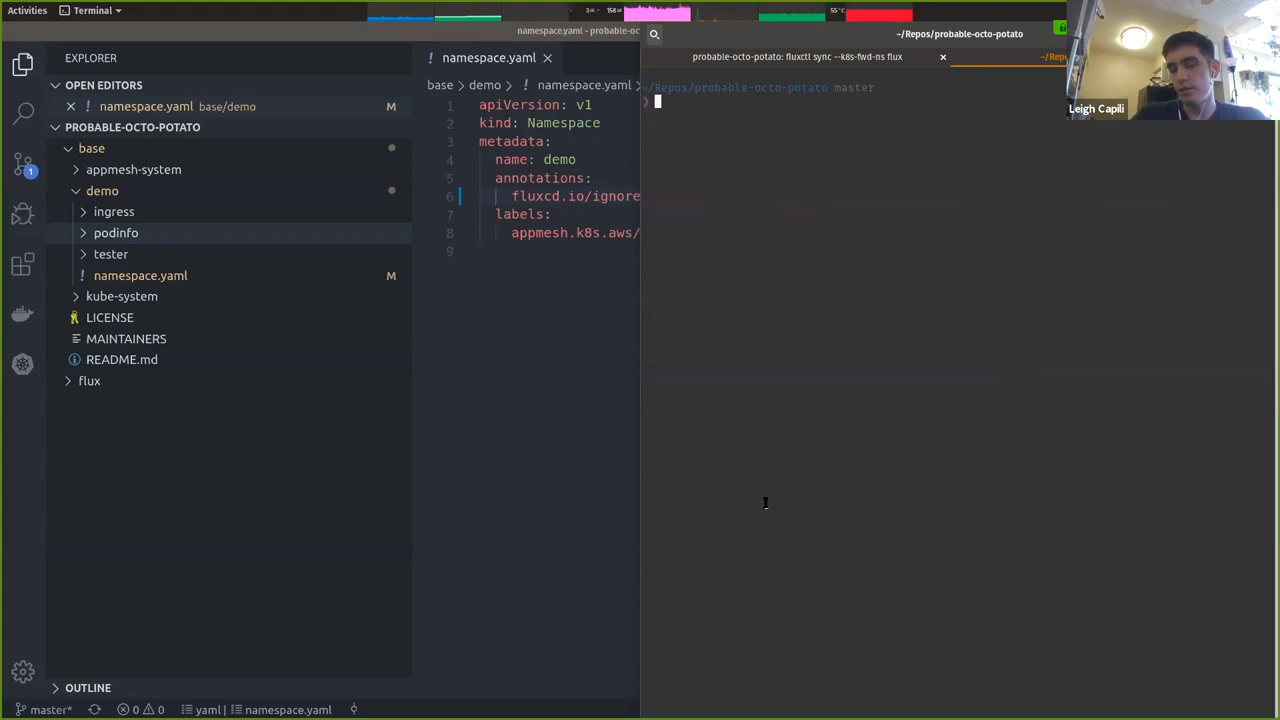 Activities
Terminal
55 °C
namespace.yaml - probable-oc
~/Repos/probable-octo-potato
EXPLORER
namespace.yaml
probable-octo-potato: fluxctl sync --k8s-fwd-ns flux
~/Rep
OPEN EDITORS
namespace.yaml base/demo M
PROBABLE-OCTO-POTATO
base
appmesh-system
demo
ingress
podinfo
tester
namespace.yaml M
kube-system
LICENSE
MAINTAINERS
README.md
flux
OUTLINE
base > demo > ! namespace.yaml
1 apiVersion: v1
2 kind: Namespace
3 metadata:
4 name: demo
5 annotations:
6 fluxcd.io/ignore
7 labels:
8 appmesh.k8s.aws/
9
~/Repos/probable-octo-potato master
❯
Leigh Capili
1
master* 0 0 yaml | namespace.yaml